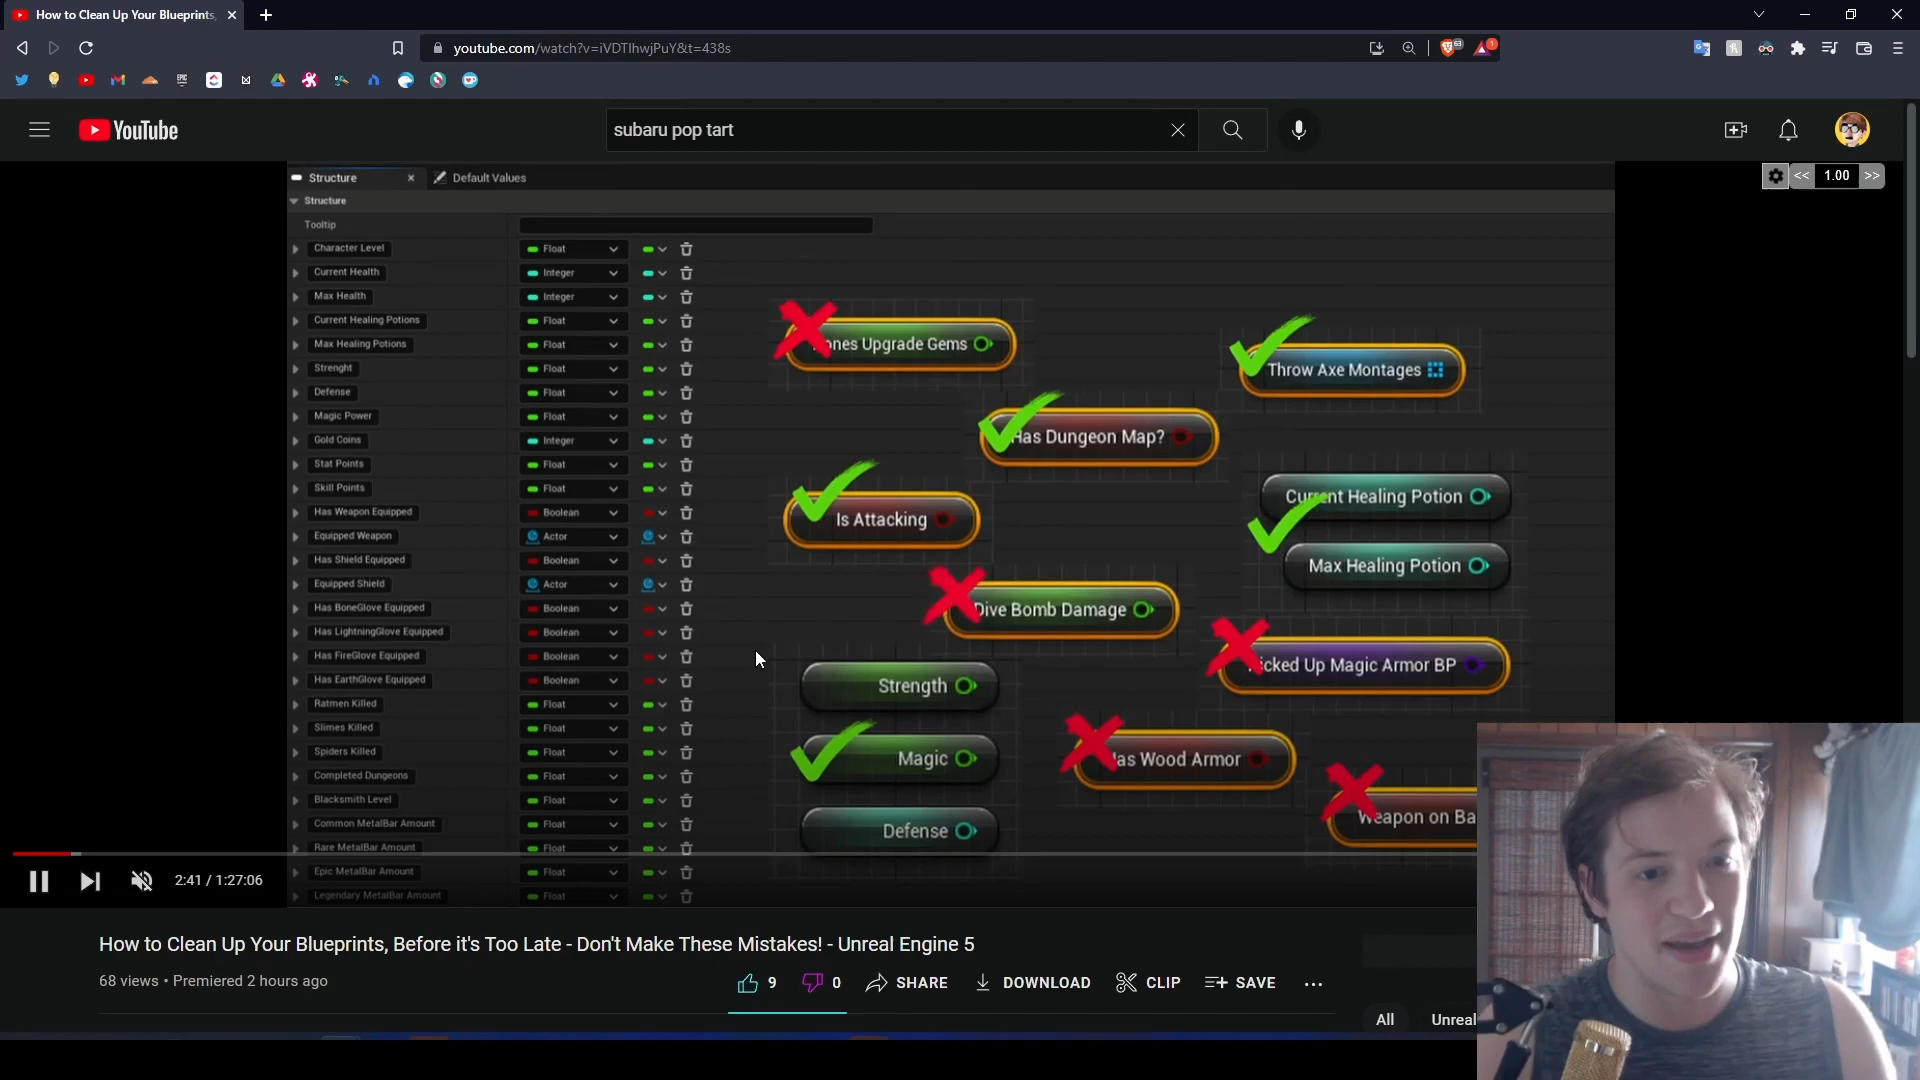 How to Clean Up Your Blueprints,
youtube.com/watch?v=iVDTIhwjPuY&t=438s
63
1
EPIC
YouTube
subaru pop tart
<< 1.00 >>
Structure
Default Values
Structure
Tooltip
Character Level Float
Current Health Integer
Max Health Integer
Current Healing Potions Float
Max Healing Potions Float
Strenght Float
Defense Float
Magic Power Float
Gold Coins Integer
Stat Points Float
Skill Points Float
Has Weapon Equipped Boolean
Equipped Weapon Actor
Has Shield Equipped Boolean
Equipped Shield Actor
Has BoneGlove Equipped Boolean
Has LightningGlove Equipped Boolean
Has FireGlove Equipped Boolean
Has EarthGlove Equipped Boolean
Ratmen Killed Float
Slimes Killed Float
Spiders Killed Float
Completed Dungeons Float
Blacksmith Level Float
Common MetalBar Amount Float
Rare MetalBar Amount Float
Epic MetalBar Amount Float
Legendary MetalBar Amount Float
ones Upgrade Gems
Throw Axe Montages
Has Dungeon Map?
Current Healing Potion
Is Attacking
Max Healing Potion
Dive Bomb Damage
icked Up Magic Armor BP
Strength
Magic
as Wood Armor
Weapon on Ba
Defense
2:41 / 1:27:06
How to Clean Up Your Blueprints, Before it's Too Late - Don't Make These Mistakes! - Unreal Engine 5
68 views • Premiered 2 hours ago
9 0 SHARE DOWNLOAD CLIP SAVE ...
All Unreal